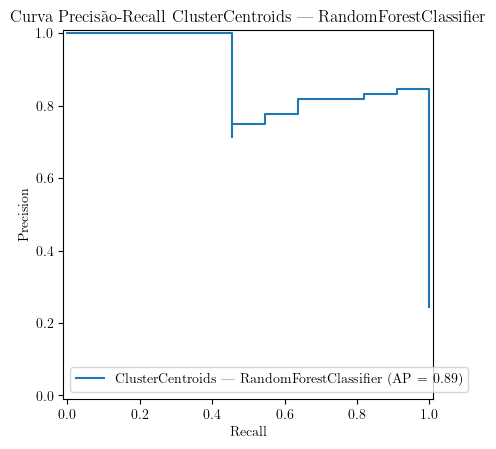 Curva Precisão-Recall ClusterCentroids — RandomForestClassifier
1.0
0.8
0.6
0.4
0.2
0.0
Precision
ClusterCentroids — RandomForestClassifier (AP = 0.89)
0.0 0.2 0.4 0.6 0.8 1.0
Recall